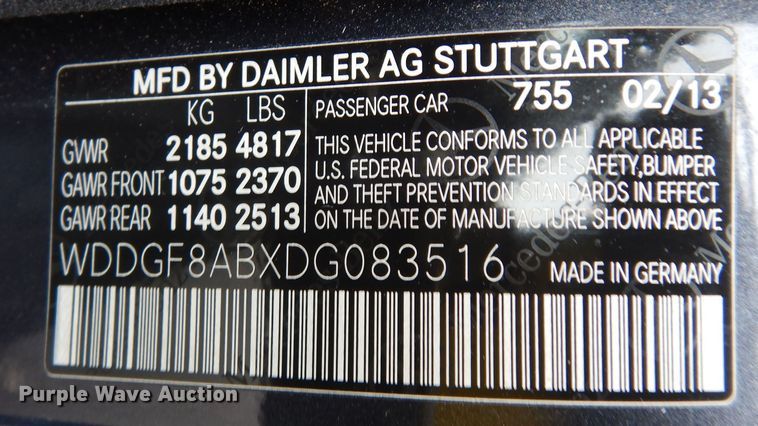 MFD BY DAIMLER AG STUTTGART
KG LBS
GVWR 2185 4817
GAWR FRONT 1075 2370
GAWR REAR 1140 2513
PASSENGER CAR 755 02/13
THIS VEHICLE CONFORMS TO ALL APPLICABLE
U.S. FEDERAL MOTOR VEHICLE SAFETY,BUMPER
AND THEFT PREVENTION STANDARDS IN EFFECT
ON THE DATE OF MANUFACTURE SHOWN ABOVE
WDDGF8ABXDG083516 MADE IN GERMANY
Purple Wave Auction